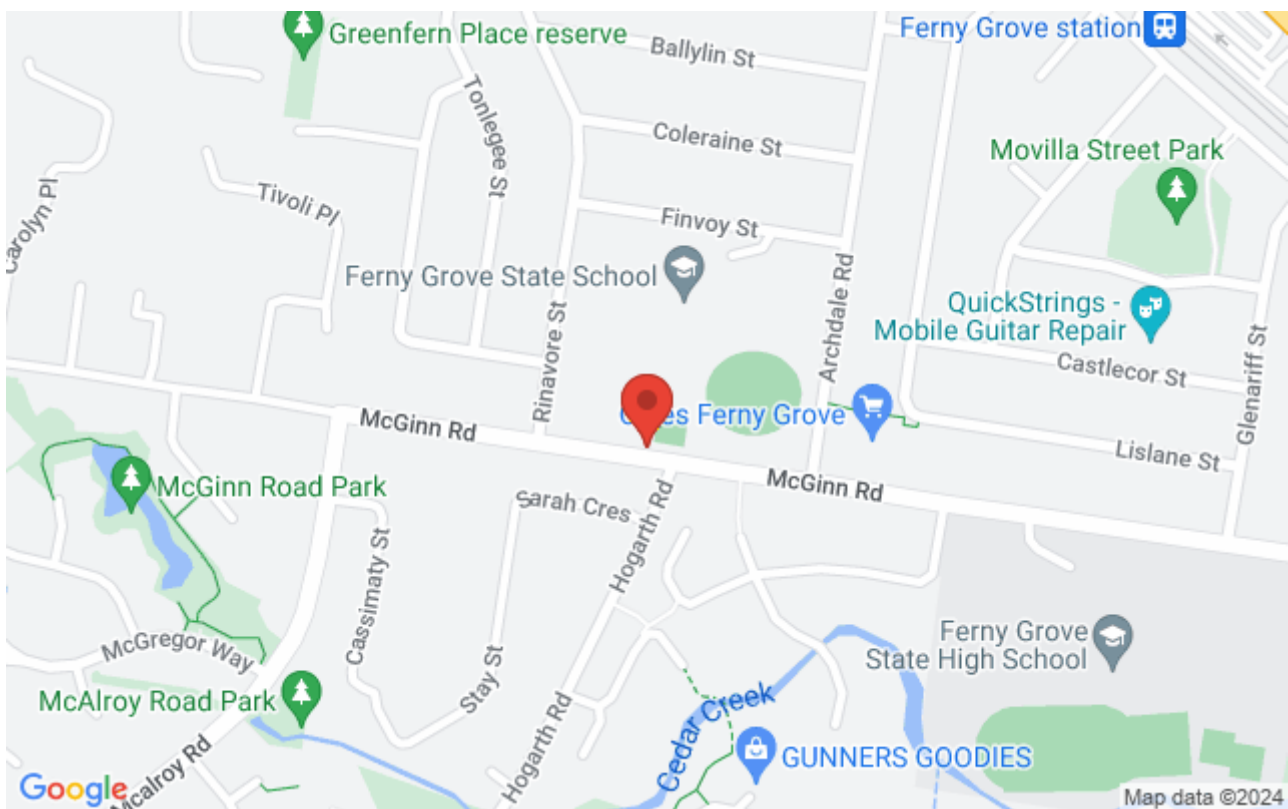 Greenfern Place reserve
Ballylin St
Ferny Grove station
Tonlegee St
Coleraine St
Movilla Street Park
Carolyn Pl
Tivoli Pl
Finvoy St
Ferny Grove State School
Archdale Rd
QuickStrings -
Mobile Guitar Repair
Rinavore St
Castlecor St
Glenariff St
Ferny Grove
McGinn Rd
Lislane St
McGinn Road Park
McGinn Rd
Sarah Cres
Hogarth Rd
Cassimaty St
McGregor Way
Ferny Grove
State High School
Stay St
McAlroy Road Park
Hogarth Rd
Cedar Creek
GUNNERS GOODIES
Mcalroy Rd
Google
Map data ©2024